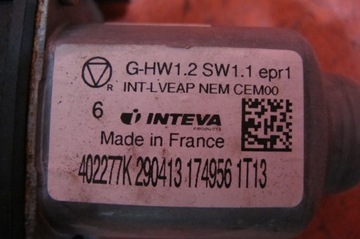 G-HW1.2 SW1.1 epr1
R INT-LVEAP NEM CEM00
6 INTEVA
PRODUCTS
Made in France
402277K 290413 174956 1T13